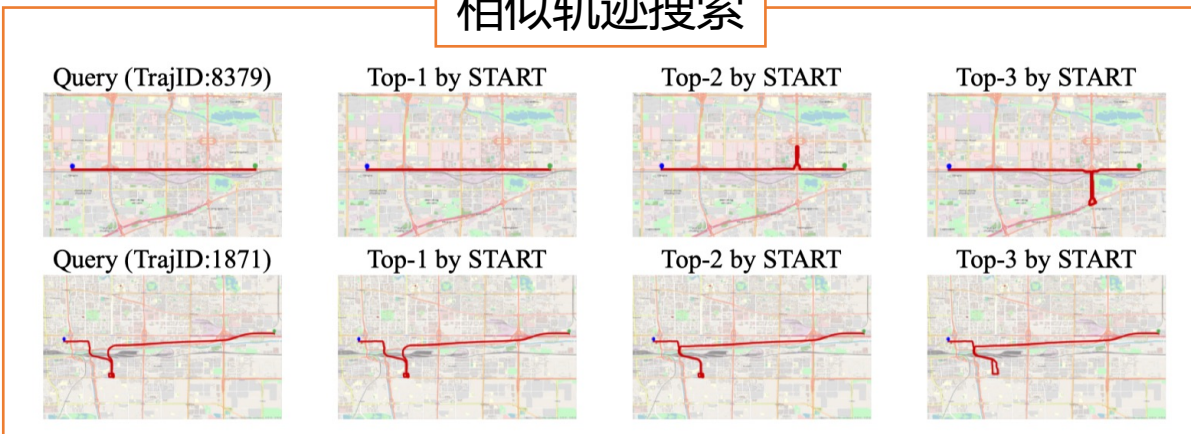 相似轨迹搜索
Query (TrajID:8379) Top-1 by START Top-2 by START Top-3 by START
Query (TrajID:1871) Top-1 by START Top-2 by START Top-3 by START